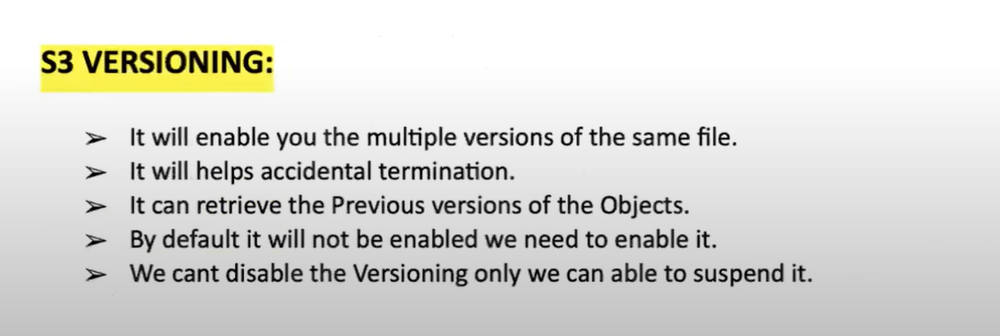 S3 VERSIONING:
➢ It will enable you the multiple versions of the same file.
➢ It will helps accidental termination.
➢ It can retrieve the Previous versions of the Objects.
➢ By default it will not be enabled we need to enable it.
➢ We cant disable the Versioning only we can able to suspend it.